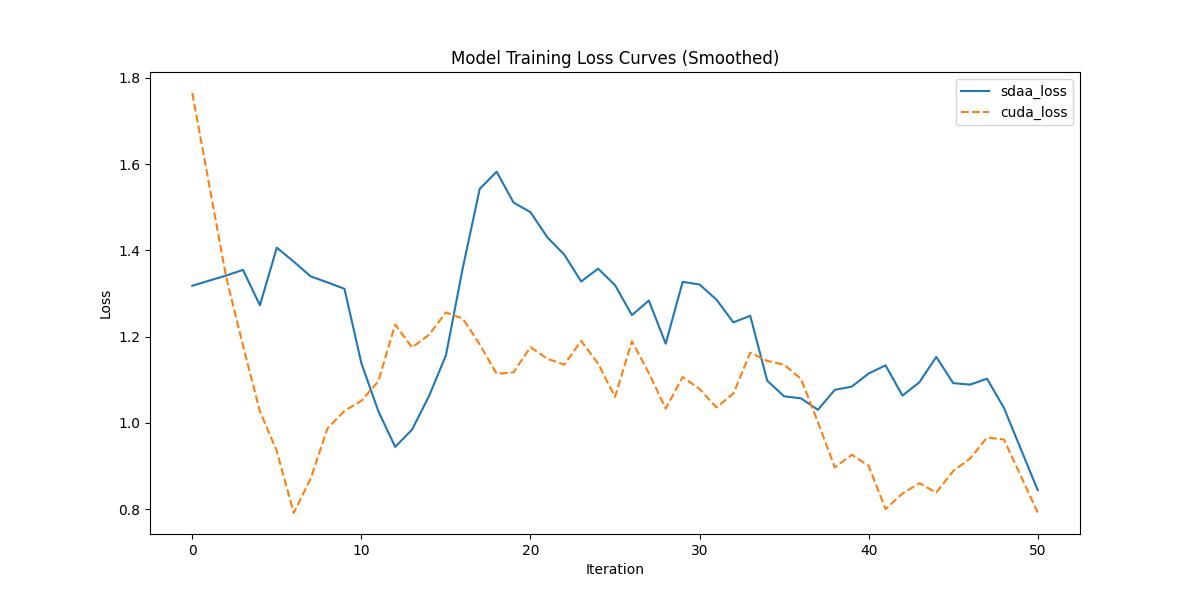 Model Training Loss Curves (Smoothed)
sdaa_loss
cuda_loss
Loss
1.8
1.6
1.4
1.2
1.0
0.8
0 10 20 30 40 50
Iteration